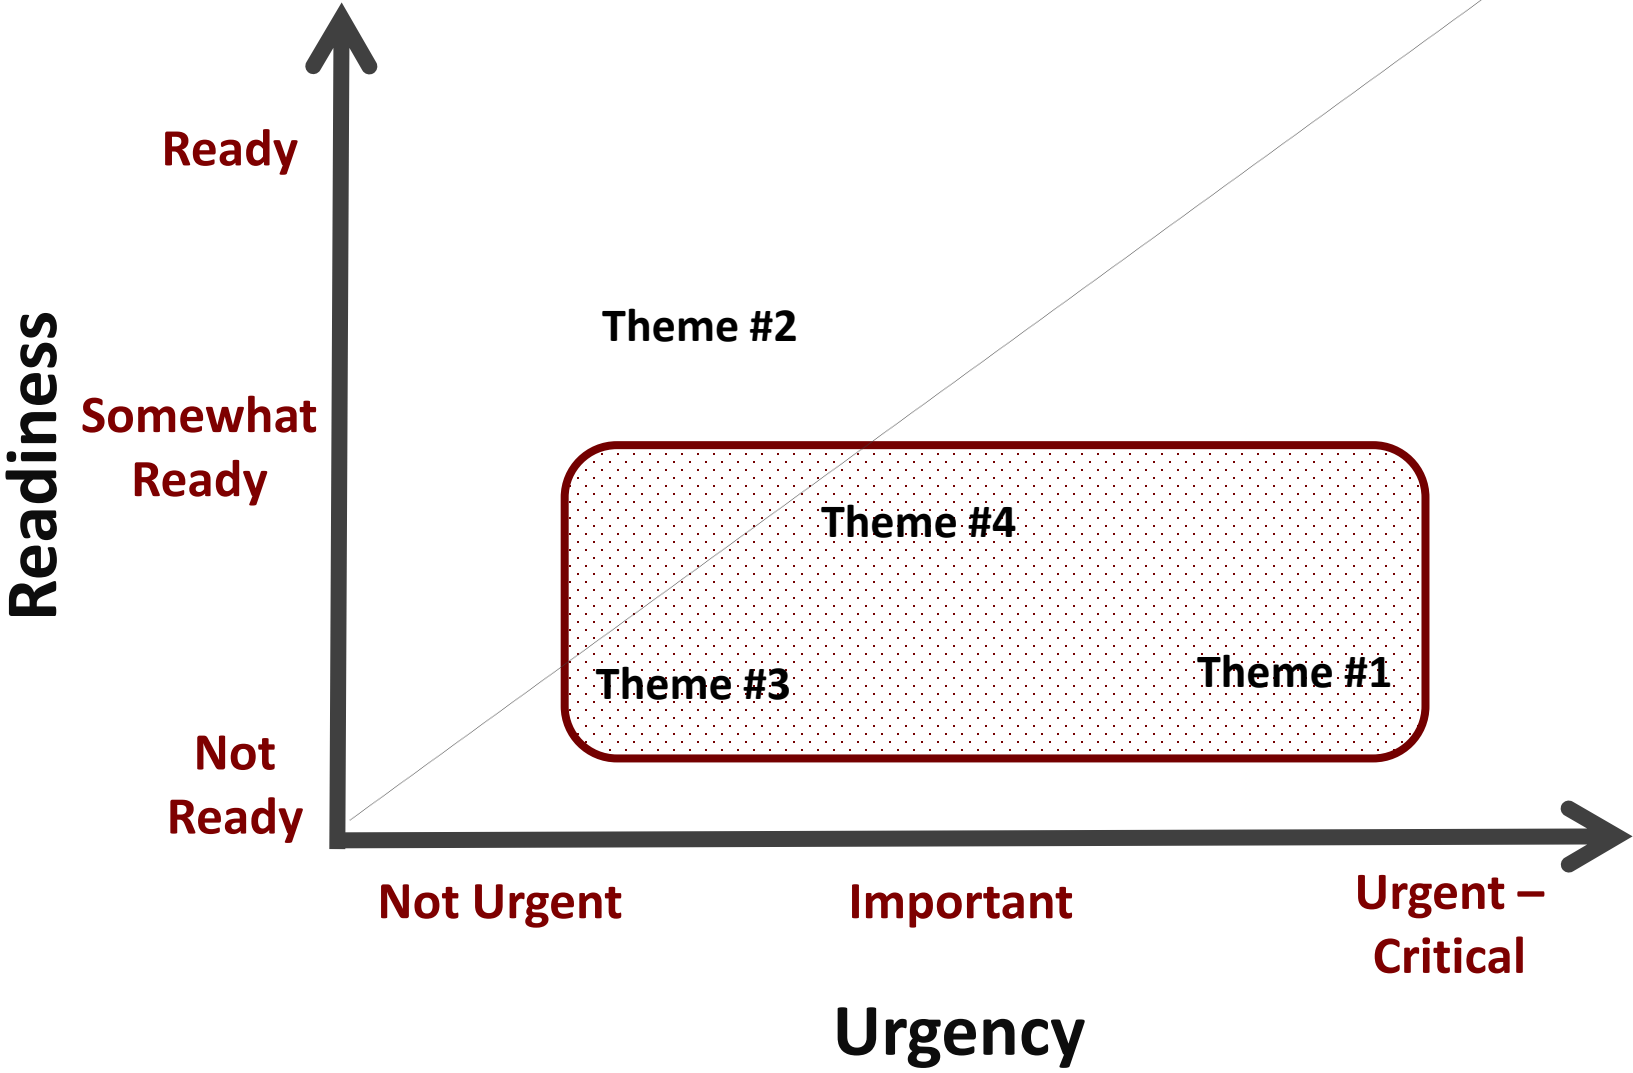 Ready
Readiness
Theme #2
Somewhat
Ready
Theme #4
Theme #3
Theme #1
Not
Ready
Not Urgent
Important
Urgent –
Critical
Urgency